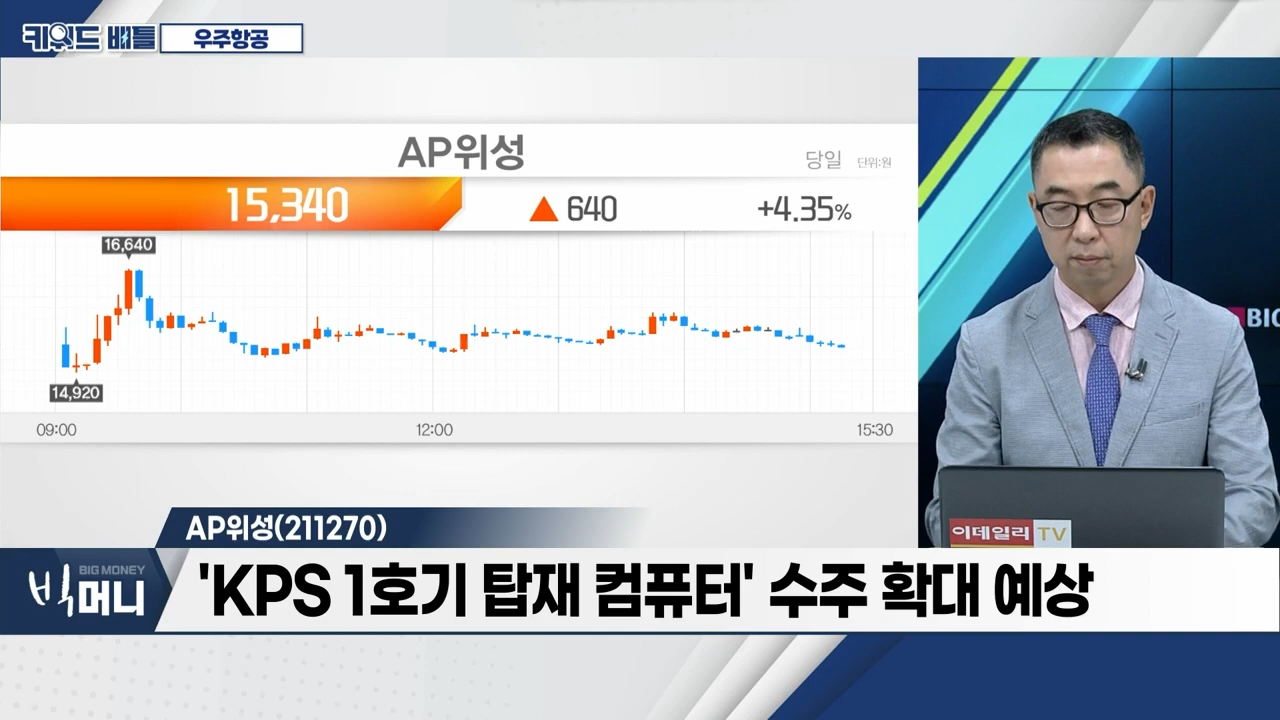 키워드 배틀 우주항공
AP위성
당일 단위:원
15,340 ▲ 640 +4.35%
16,640
14,920
09:00 12:00 15:30
BIG
이데일리 TV
AP위성(211270)
빅머니 BIG MONEY
'KPS 1호기 탑재 컴퓨터' 수주 확대 예상